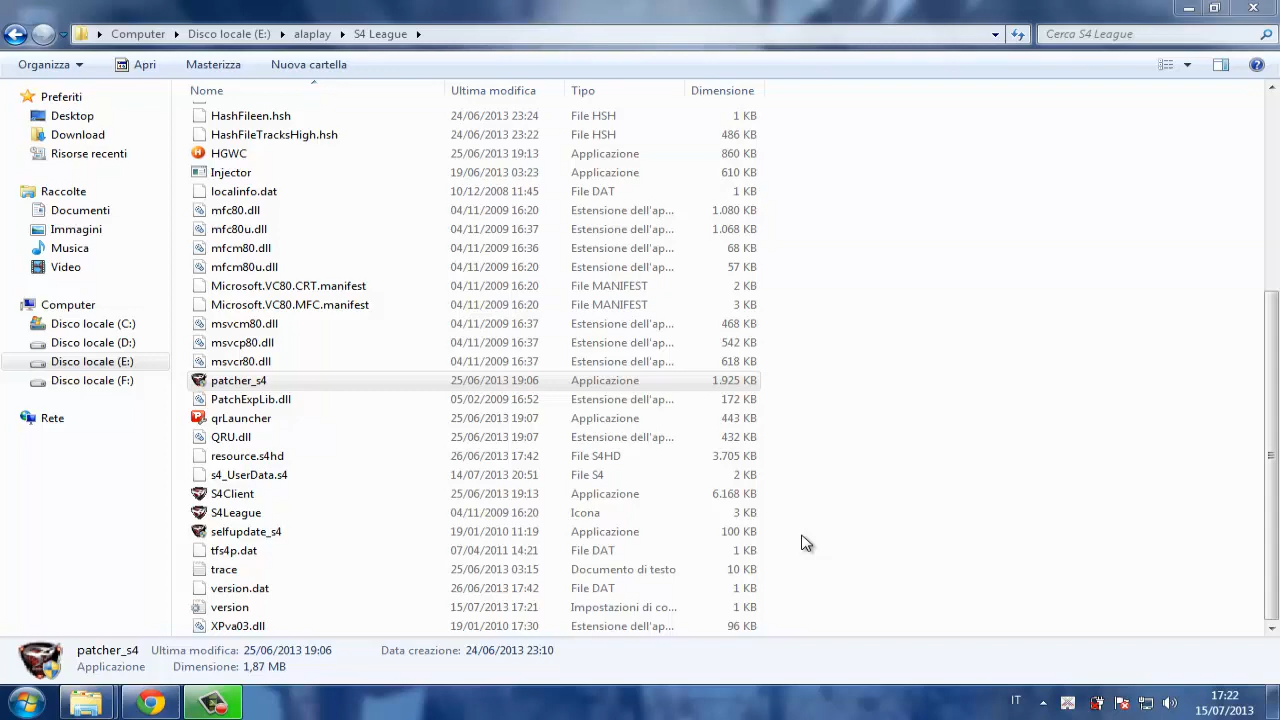 Computer Disco locale (E:) alaplay S4 League Cerca S4 League
Organizza Apri Masterizza Nuova cartella
Nome Ultima modifica Tipo Dimensione
Preferiti
Desktop
Download
Risorse recenti
Raccolte
Documenti
Immagini
Musica
Video
Computer
Disco locale (C:)
Disco locale (D:)
Disco locale (E:)
Disco locale (F:)
Rete
HashFileen.hsh 24/06/2013 23:24 File HSH 1 KB
HashFileTracksHigh.hsh 24/06/2013 23:22 File HSH 486 KB
HGWC 25/06/2013 19:13 Applicazione 860 KB
Injector 19/06/2013 03:23 Applicazione 610 KB
localinfo.dat 10/12/2008 11:45 File DAT 1 KB
mfc80.dll 04/11/2009 16:20 Estensione dell'ap... 1.080 KB
mfc80u.dll 04/11/2009 16:37 Estensione dell'ap... 1.068 KB
mfcm80.dll 04/11/2009 16:36 Estensione dell'ap... 68 KB
mfcm80u.dll 04/11/2009 16:20 Estensione dell'ap... 57 KB
Microsoft.VC80.CRT.manifest 04/11/2009 16:20 File MANIFEST 2 KB
Microsoft.VC80.MFC.manifest 04/11/2009 16:20 File MANIFEST 3 KB
msvcm80.dll 04/11/2009 16:37 Estensione dell'ap... 468 KB
msvcp80.dll 04/11/2009 16:37 Estensione dell'ap... 542 KB
msvcr80.dll 04/11/2009 16:37 Estensione dell'ap... 618 KB
patcher_s4 25/06/2013 19:06 Applicazione 1.925 KB
PatchExpLib.dll 05/02/2009 16:52 Estensione dell'ap... 172 KB
qrLauncher 25/06/2013 19:07 Applicazione 443 KB
QRU.dll 25/06/2013 19:07 Estensione dell'ap... 432 KB
resource.s4hd 26/06/2013 17:42 File S4HD 3.705 KB
s4_UserData.s4 14/07/2013 20:51 File S4 2 KB
S4Client 25/06/2013 19:13 Applicazione 6.168 KB
S4League 04/11/2009 16:20 Icona 3 KB
selfupdate_s4 19/01/2010 11:19 Applicazione 100 KB
tfs4p.dat 07/04/2011 14:21 File DAT 1 KB
trace 25/06/2013 03:15 Documento di testo 10 KB
version.dat 26/06/2013 17:42 File DAT 1 KB
version 15/07/2013 17:21 Impostazioni di co... 1 KB
XPva03.dll 19/01/2010 17:30 Estensione dell'ap... 96 KB
patcher_s4 Ultima modifica: 25/06/2013 19:06 Data creazione: 24/06/2013 23:10
Applicazione Dimensione: 1,87 MB
IT 17:22
15/07/2013